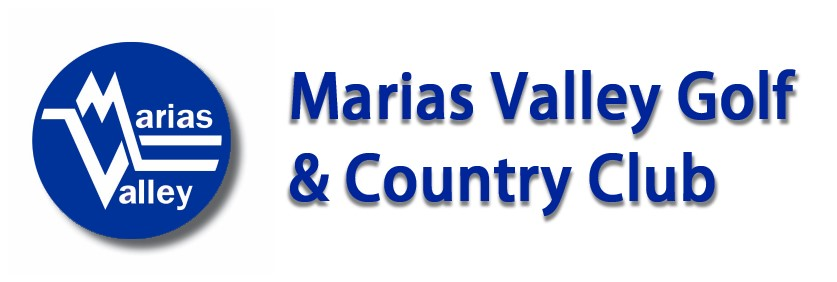 Marias
Valley
Marias Valley Golf
& Country Club